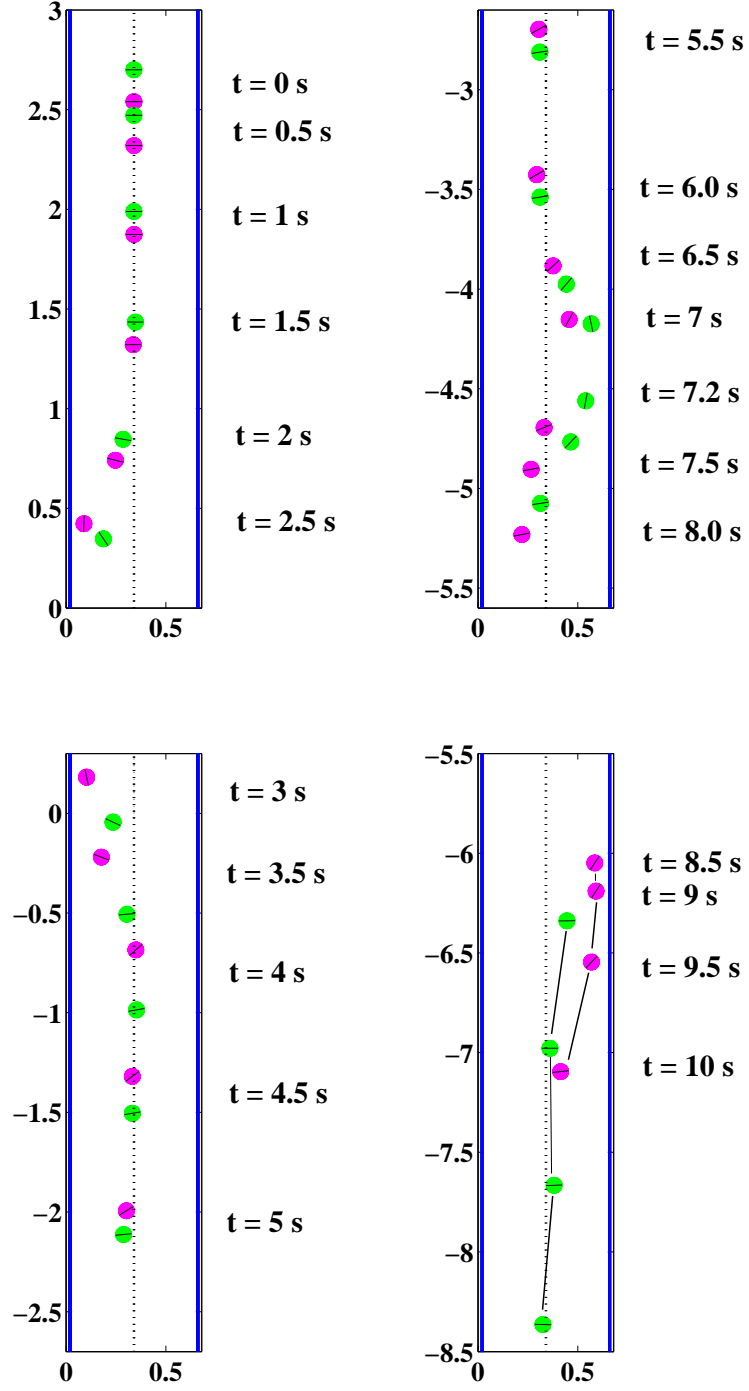 3
2.5
2
1.5
1
0.5
0
0 0.5
t = 0 s
t = 0.5 s
t = 1 s
t = 1.5 s
t = 2 s
t = 2.5 s
−3
−3.5
−4
−4.5
−5
−5.5
0 0.5
t = 5.5 s
t = 6.0 s
t = 6.5 s
t = 7 s
t = 7.2 s
t = 7.5 s
t = 8.0 s
0
−0.5
−1
−1.5
−2
−2.5
0 0.5
t = 3 s
t = 3.5 s
t = 4 s
t = 4.5 s
t = 5 s
−5.5
−6
−6.5
−7
−7.5
−8
−8.5
0 0.5
t = 8.5 s
t = 9 s
t = 9.5 s
t = 10 s